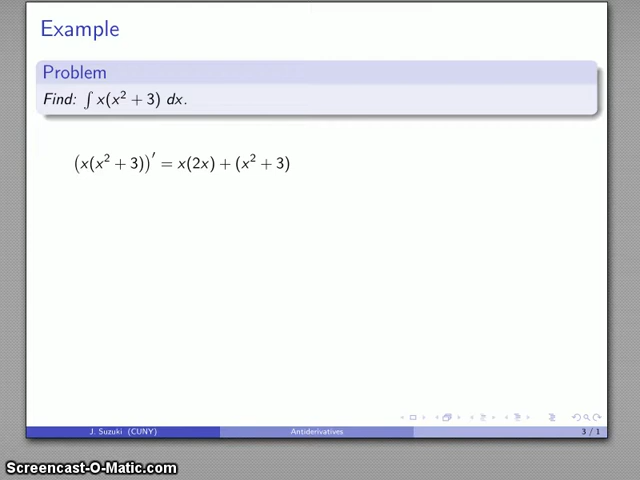 Example
Problem
Find: ∫ x(x² + 3) dx.
(x(x² + 3))′ = x(2x) + (x² + 3)
J. Suzuki (CUNY) Antiderivatives 3 / 1
Screencast-O-Matic.com